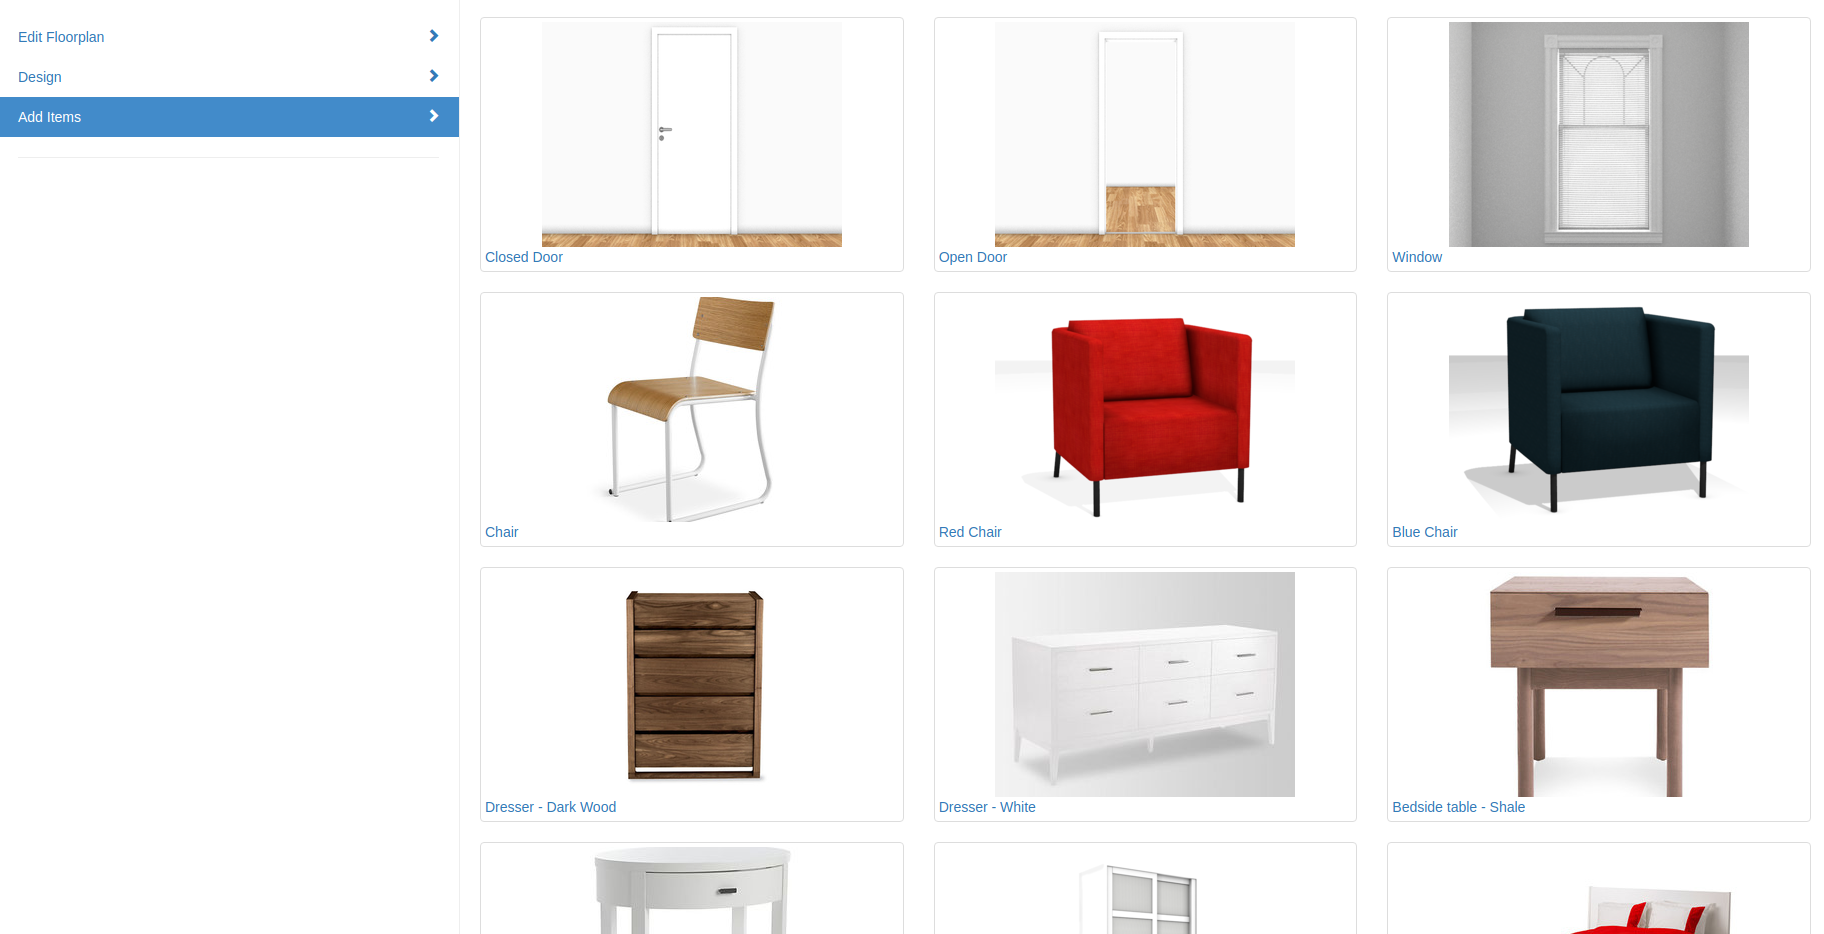 Edit Floorplan
Design
Add Items
Closed Door
Open Door
Window
Chair
Red Chair
Blue Chair
Dresser - Dark Wood
Dresser - White
Bedside table - Shale